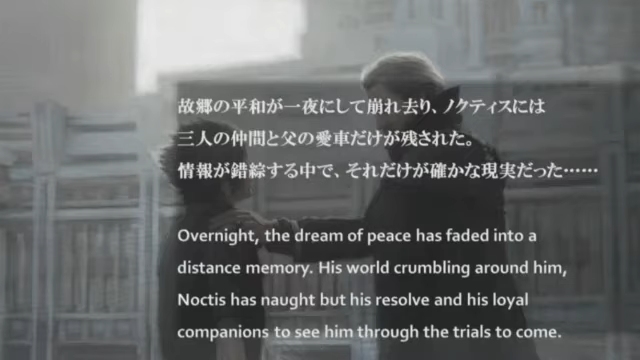 故郷の平和が一夜にして崩れ去り、ノクティスには
三人の仲間と父の愛車だけが残された。
情報が錯綜する中で、それだけが確かな現実だった……
Overnight, the dream of peace has faded into a
distance memory. His world crumbling around him,
Noctis has naught but his resolve and his loyal
companions to see him through the trials to come.